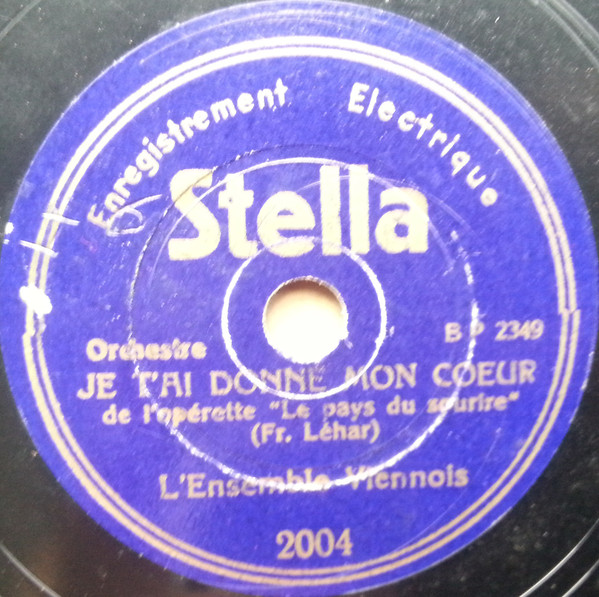 Enregistrement Electrique
Stella
BP 2349
Orchestre
JE T'AI DONNÉ MON COEUR
de l'opérette "Le pays du sourire"
(Fr. Léhar)
L'Ensemble Viennois
2004